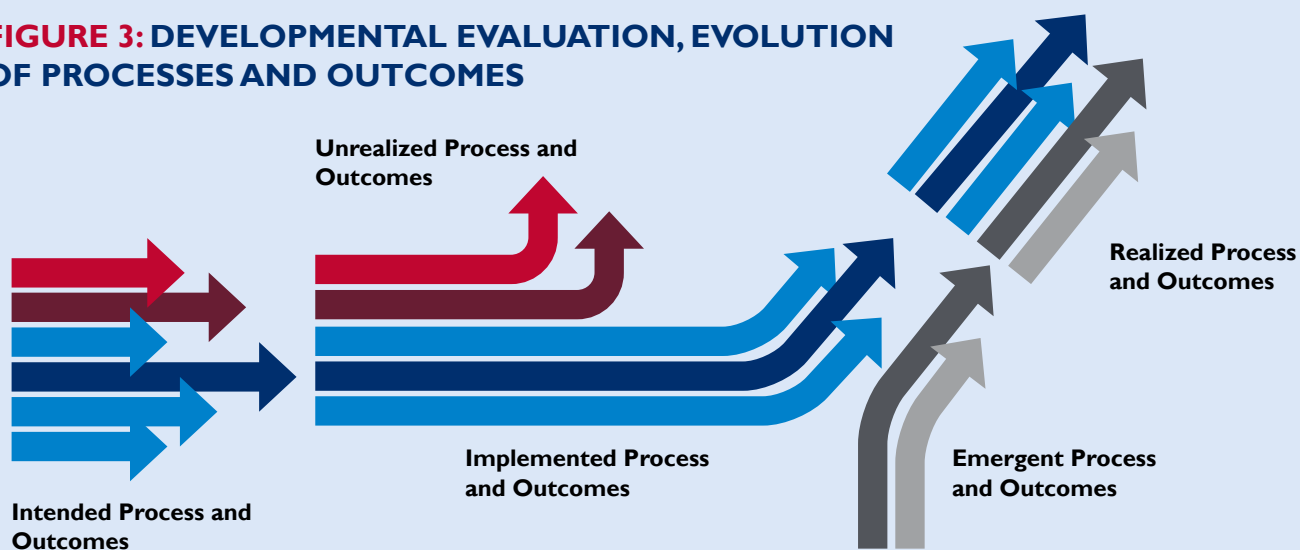 FIGURE 3: DEVELOPMENTAL EVALUATION, EVOLUTION
OF PROCESSES AND OUTCOMES
Unrealized Process and
Outcomes
Realized Process
and Outcomes
Implemented Process
and Outcomes
Emergent Process
and Outcomes
Intended Process and
Outcomes